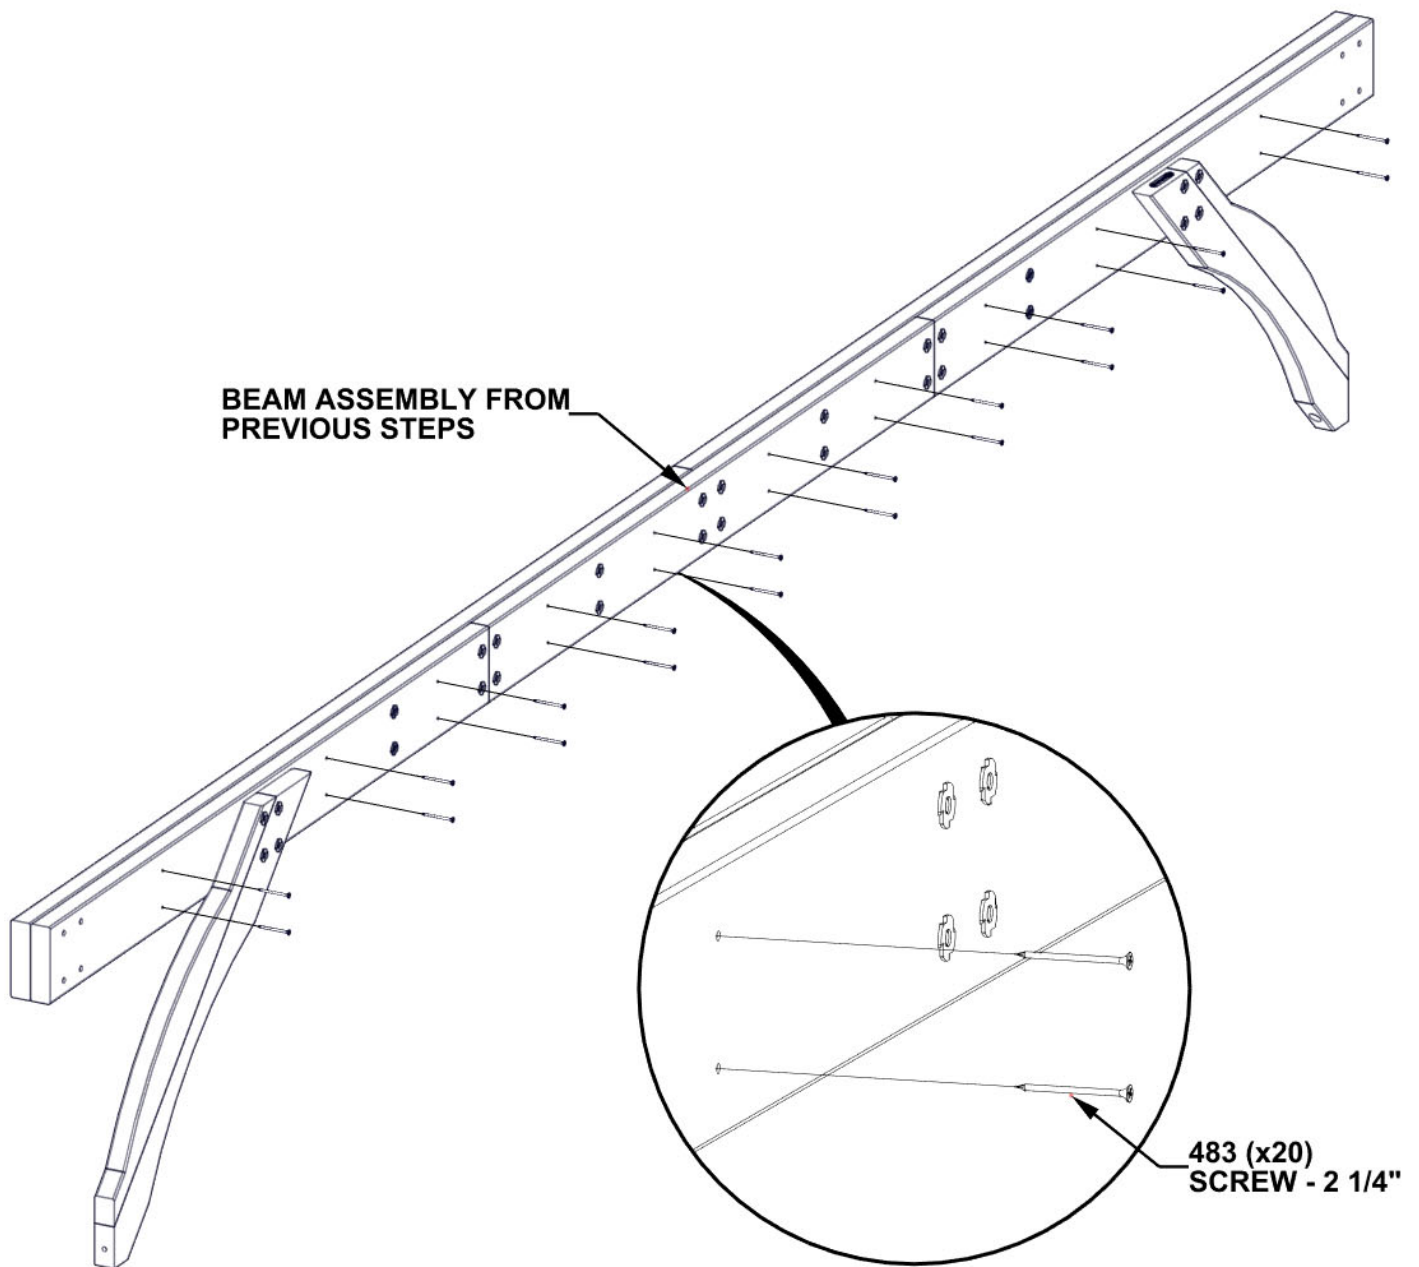 BEAM ASSEMBLY FROM
PREVIOUS STEPS
483 (x20)
SCREW - 2 1/4"